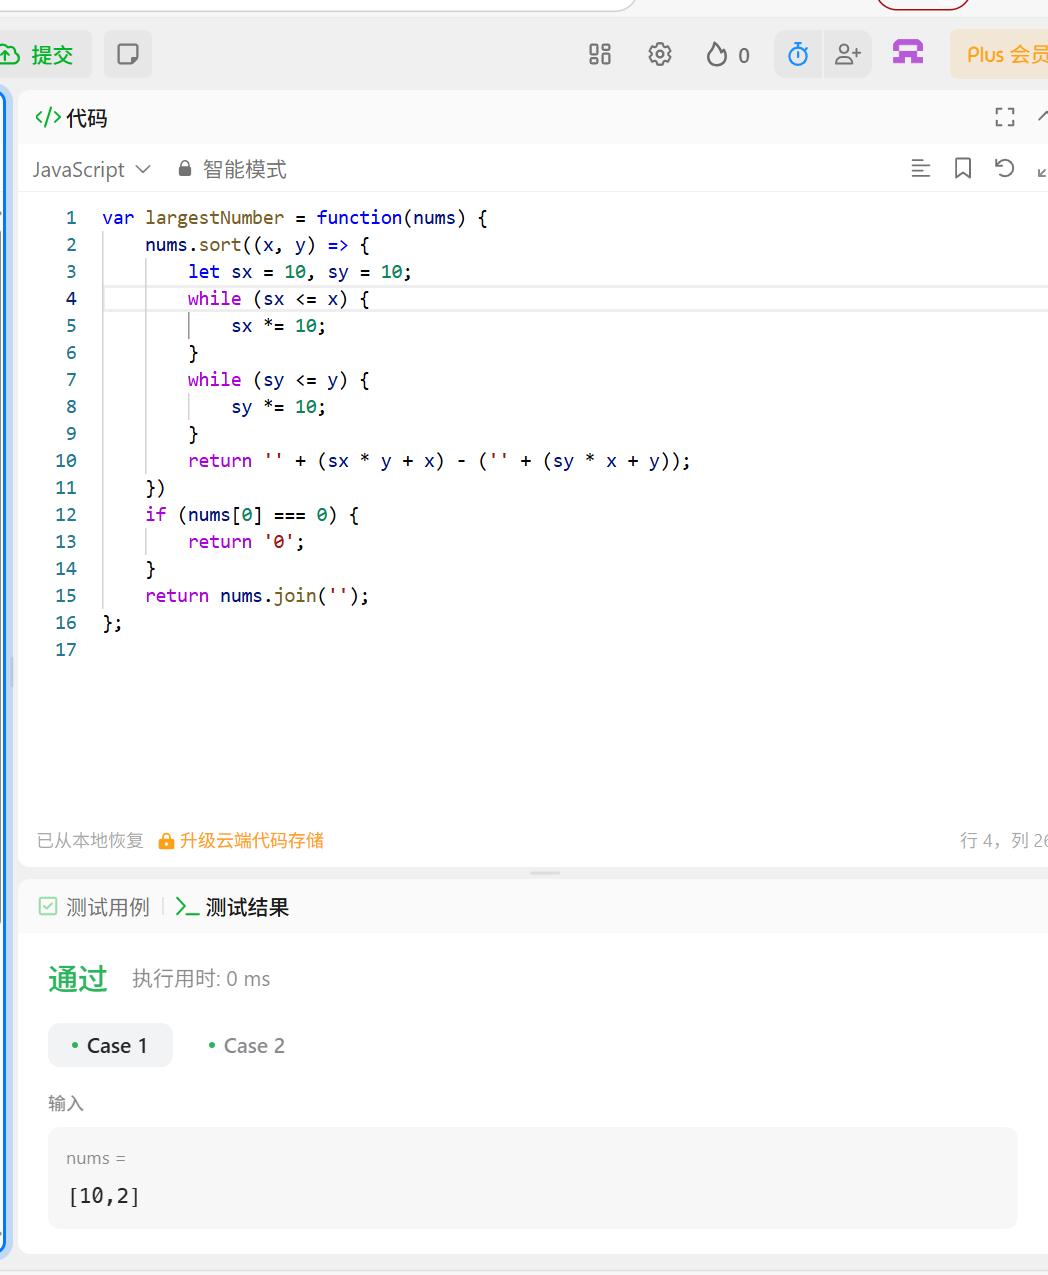 提交
0
Plus 会员
代码
JavaScript
智能模式
1 var largestNumber = function(nums) {
2     nums.sort((x, y) => {
3         let sx = 10, sy = 10;
4         while (sx <= x) {
5             sx *= 10;
6         }
7         while (sy <= y) {
8             sy *= 10;
9         }
10         return '' + (sx * y + x) - ('' + (sy * x + y));
11     })
12     if (nums[0] === 0) {
13         return '0';
14     }
15     return nums.join('');
16 };
17
已从本地恢复
升级云端代码存储
行 4，列 26
测试用例
测试结果
通过
执行用时: 0 ms
Case 1
Case 2
输入
nums =
[10,2]